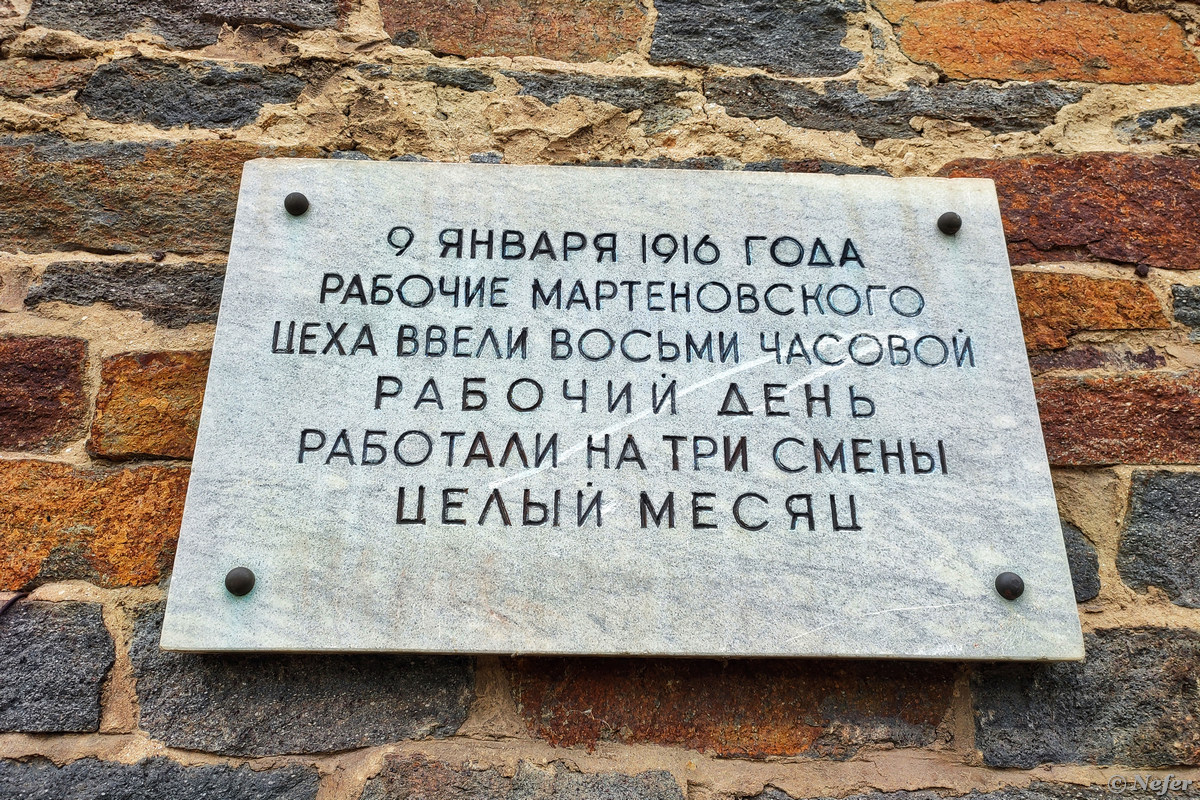 9 ЯНВАРЯ 1916 ГОДА
РАБОЧИЕ МАРТЕНОВСКОГО
ЦЕХА ВВЕЛИ ВОСЬМИ ЧАСОВОЙ
РАБОЧИЙ ДЕНЬ
РАБОТАЛИ НА ТРИ СМЕНЫ
ЦЕЛЫЙ МЕСЯЦ
© Nefer